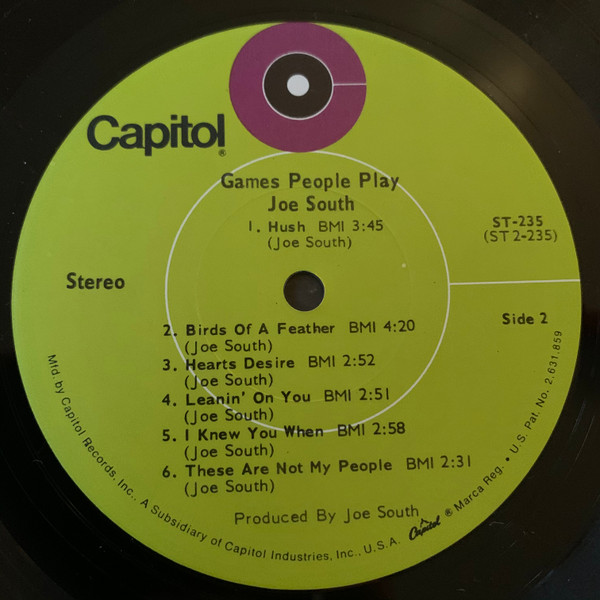 Capitol®
Games People Play
Joe South
1. Hush BMI 3:45
(Joe South)
ST-235
(ST 2-235)
Stereo
Side 2
2. Birds Of A Feather BMI 4:20
(Joe South)
3. Hearts Desire BMI 2:52
(Joe South)
4. Leanin' On You BMI 2:51
(Joe South)
5. I Knew You When BMI 2:58
(Joe South)
6. These Are Not My People BMI 2:31
(Joe South)
Produced By Joe South
Mfd. by Capitol Records, Inc., A Subsidiary of Capitol Industries, Inc., U.S.A. Capitol ® Marca Reg. • U.S. Pat. No. 2,631,859